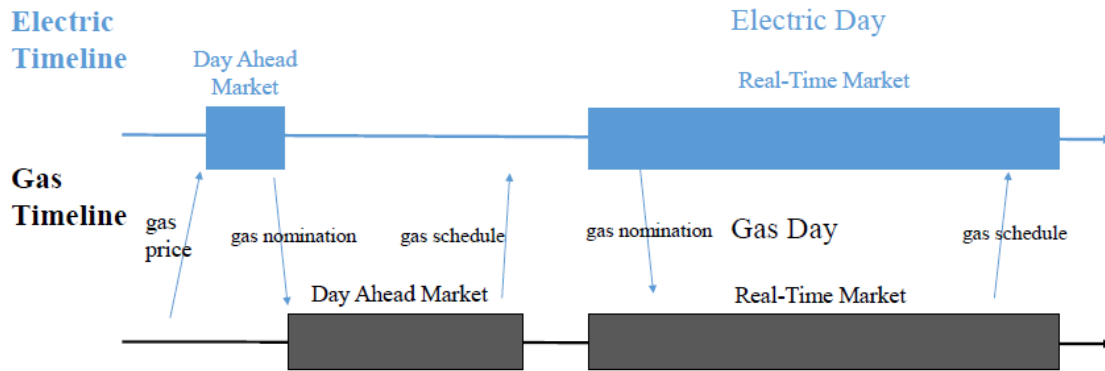 Electric
Timeline
Electric Day
Day Ahead
Market
Real-Time Market
Gas
Timeline
gas
price
gas nomination
gas schedule
gas nomination
Gas Day
gas schedule
Day Ahead Market
Real-Time Market